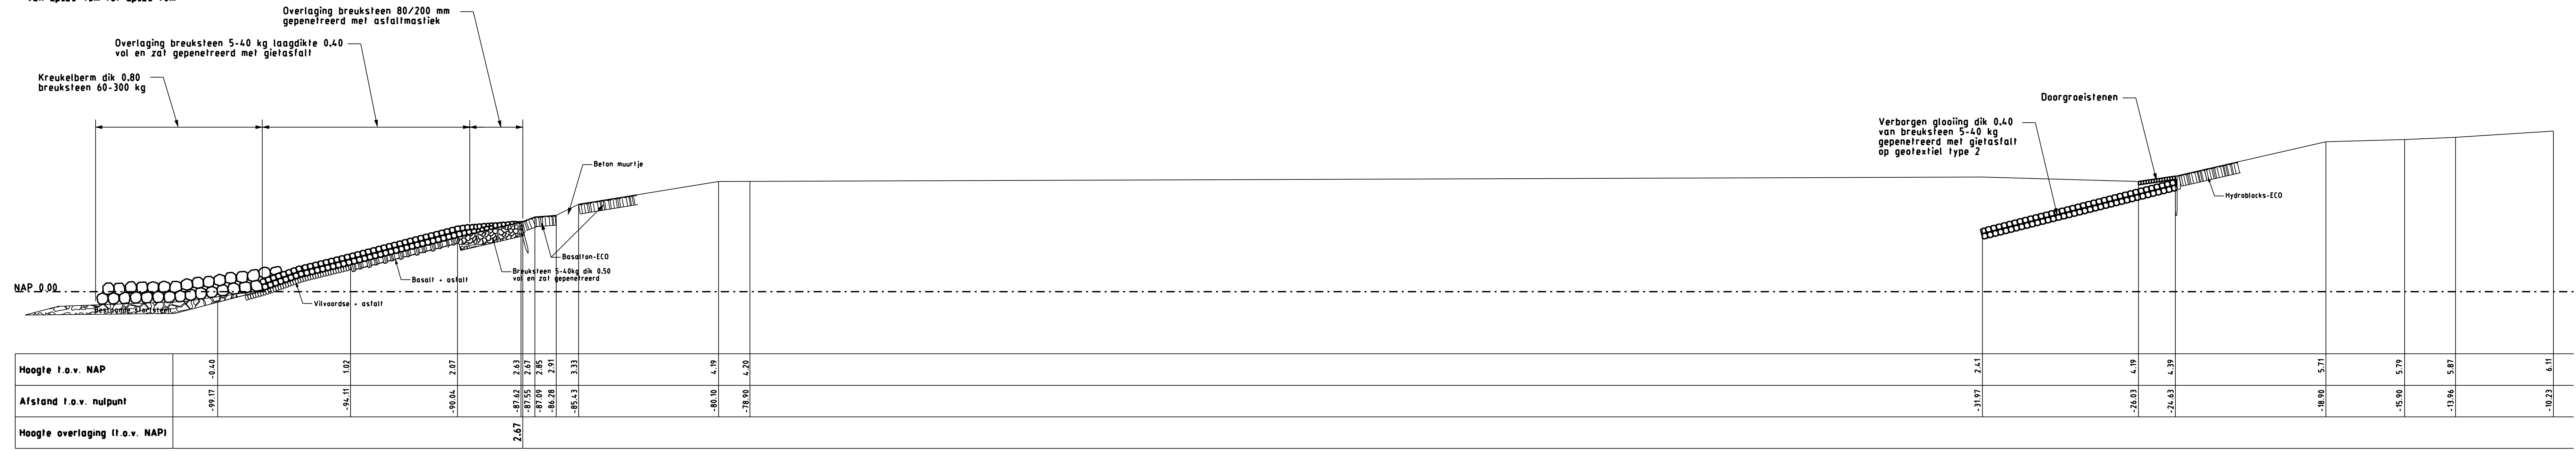 Overlaging breuksteen 80/200 mm
gepenetreerd met asfaltmastiek
Overlaging breuksteen 5-40 kg laagdikte 0.40
vol en zat gepenetreerd met gietasfalt
Kreukelberm dik 0.80
breuksteen 60-300 kg
Doorgroeistenen
Verborgen glooiing dik 0.40
van breuksteen 5-40 kg
gepenetreerd met gietasfalt
op geotextiel type 2
Beton muurtje
Hydroblocks-ECO
Basalton-ECO
Breuksteen 5-40kg dik 0.50
vol en zat gepenetreerd
Basalt + asfalt
NAP 0.00
Vilvoordse + asfalt
Bestaande stortsteen
Hoogte t.o.v. NAP -0.40 1.02 2.07 2.63 2.67 2.85 2.91 3.33 4.19 4.20 2.41 4.19 4.39 5.71 5.79 5.87 6.11
Afstand t.o.v. nulpunt -99.17 -94.11 -90.04 -87.62 -87.55 -87.09 -86.28 -85.43 -80.10 -78.90 -31.97 -26.03 -24.63 -18.90 -15.90 -13.96 -10.23
Hoogte overlaging (t.o.v. NAP) 2.67